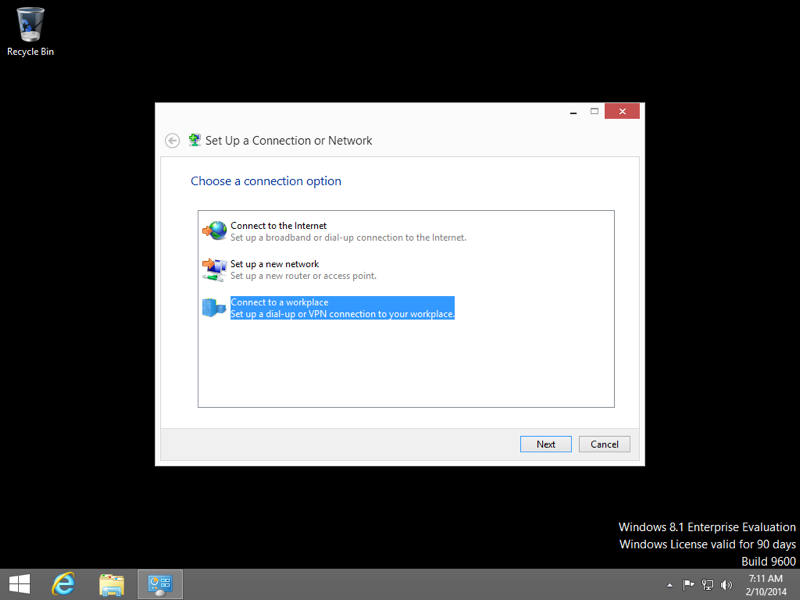 Recycle Bin
Set Up a Connection or Network
Choose a connection option
Connect to the Internet
Set up a broadband or dial-up connection to the Internet.
Set up a new network
Set up a new router or access point.
Connect to a workplace
Set up a dial-up or VPN connection to your workplace.
Next
Cancel
Windows 8.1 Enterprise Evaluation
Windows License valid for 90 days
Build 9600
7:11 AM
2/10/2014